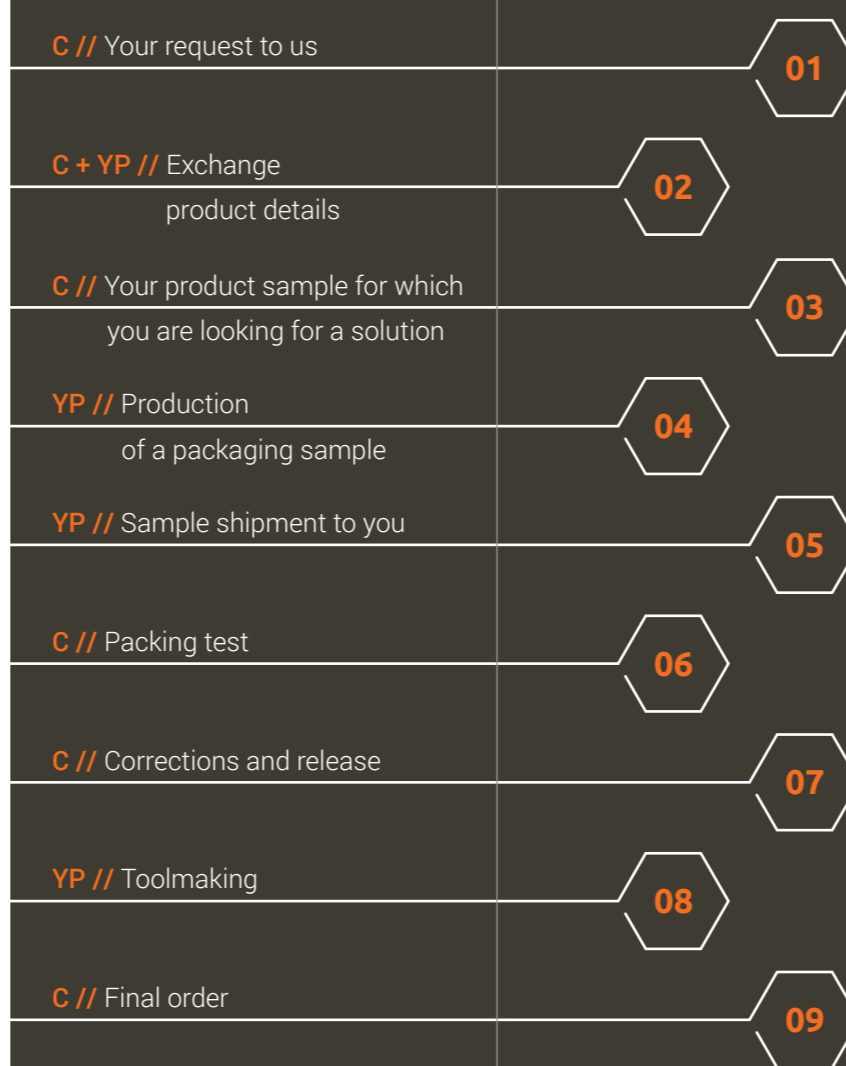 C // Your request to us
01
C + YP // Exchange
product details
02
C // Your product sample for which
you are looking for a solution
03
YP // Production
of a packaging sample
04
YP // Sample shipment to you
05
C // Packing test
06
C // Corrections and release
07
YP // Toolmaking
08
C // Final order
09